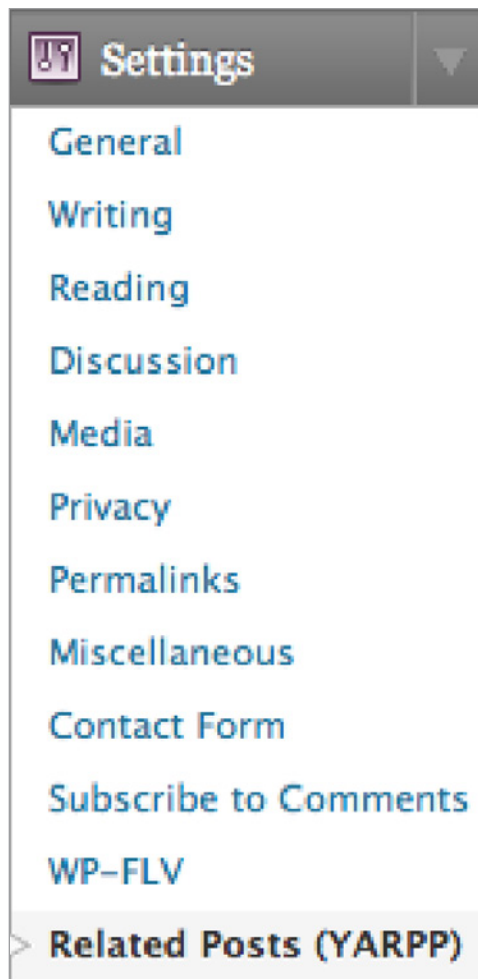 Settings
General
Writing
Reading
Discussion
Media
Privacy
Permalinks
Miscellaneous
Contact Form
Subscribe to Comments
WP-FLV
Related Posts (YARPP)